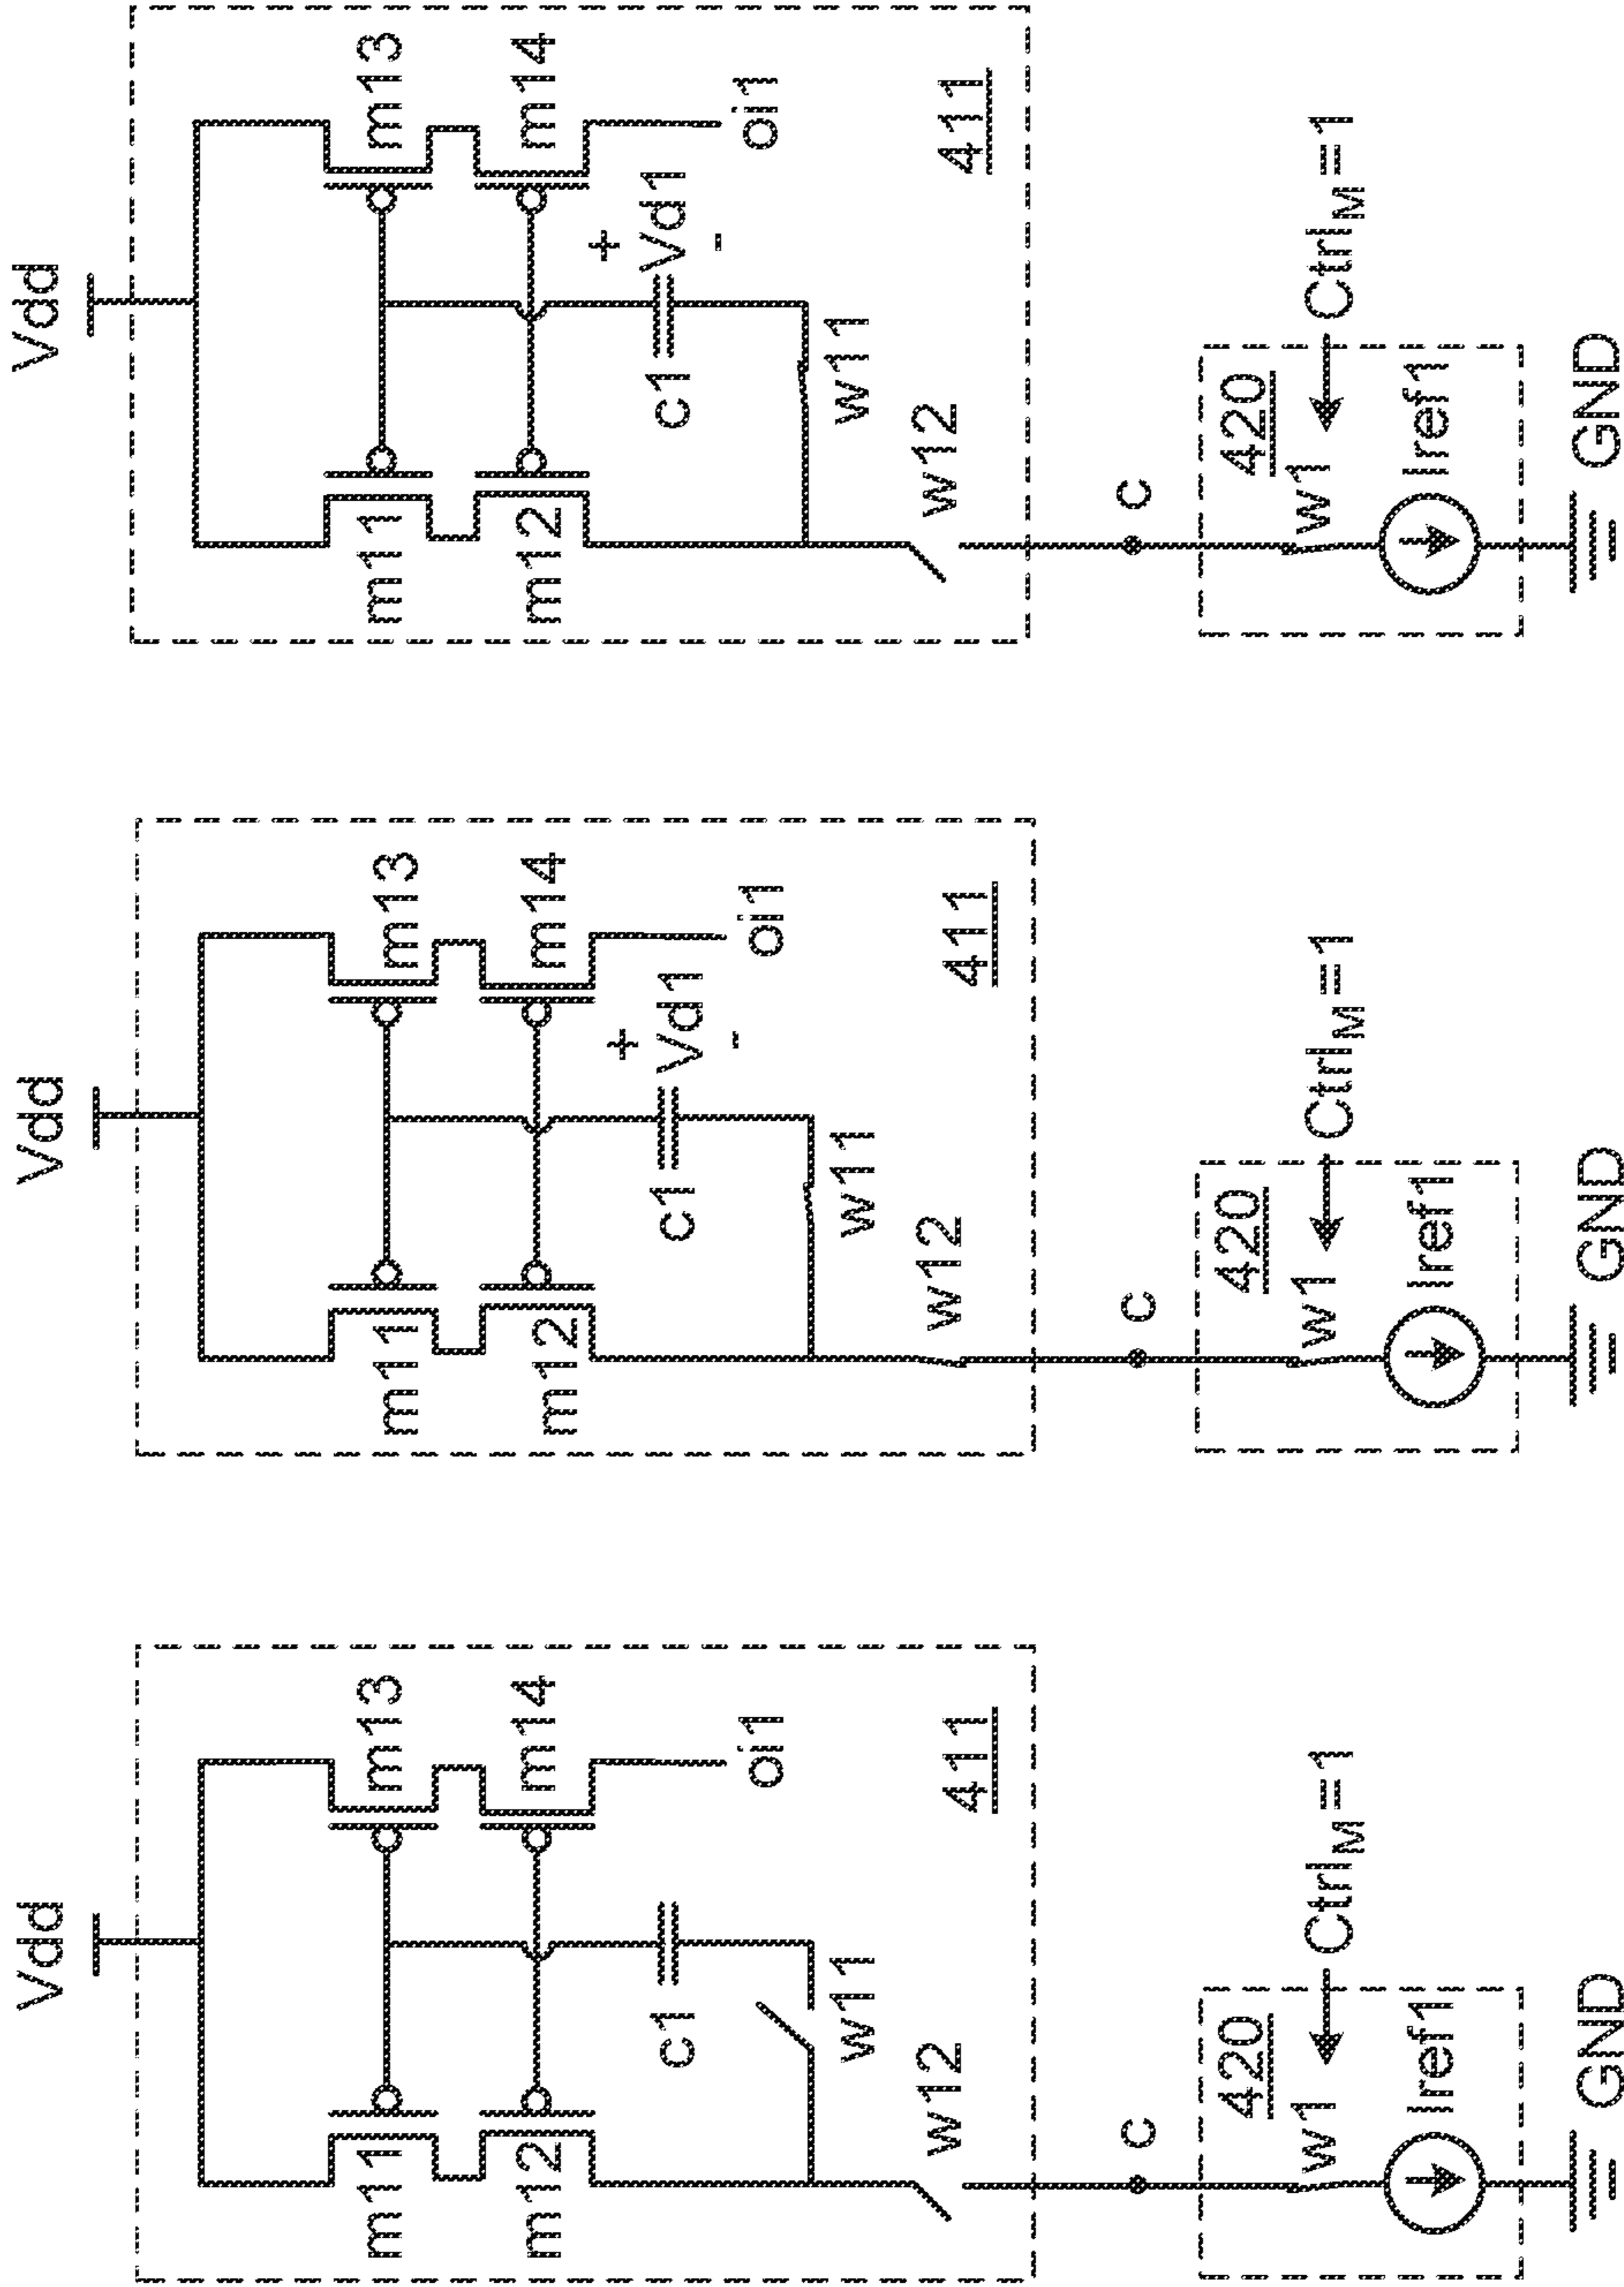 Vdd
m11
m13
m12
m14
c1
oi1
w11
w12
411
c
420
w1
CtrlM=1
Iref1
GND
Vdd
m11
m13
m12
m14
+
c1
Vd1
-
oi1
w11
w12
411
c
420
w1
CtrlM=1
Iref1
GND
Vdd
m11
m13
m12
m14
+
c1
Vd1
-
oi1
w11
w12
411
c
420
w1
CtrlM=1
Iref1
GND